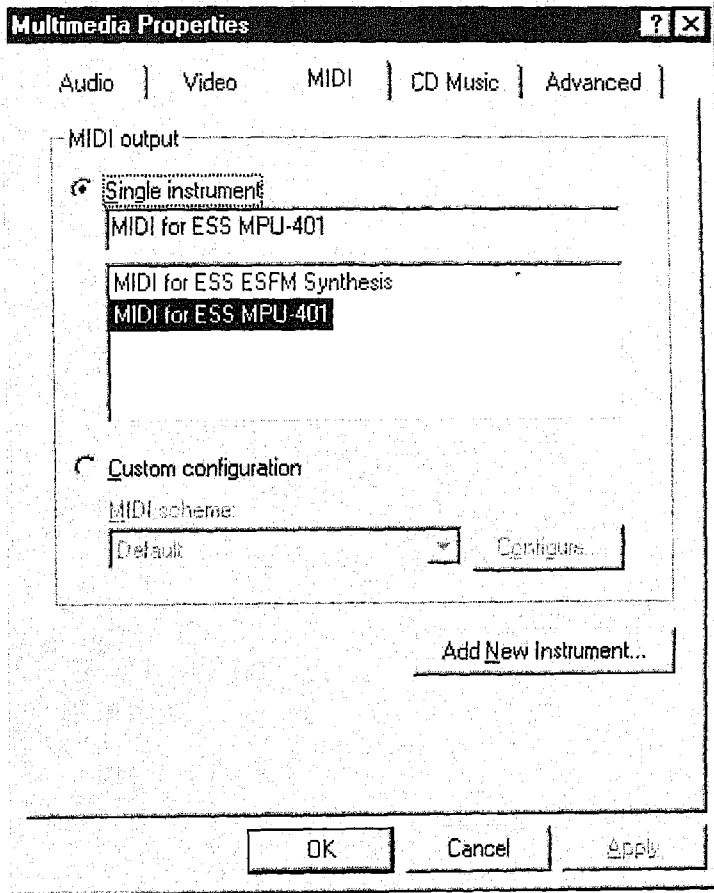 Multimedia Properties
Audio Video MIDI CD Music Advanced
MIDI output
Single instrument
MIDI for ESS MPU-401
MIDI for ESS ESFM Synthesis
MIDI for ESS MPU-401
Custom configuration
MIDI scheme:
Default Configure...
Add New Instrument...
OK Cancel Apply